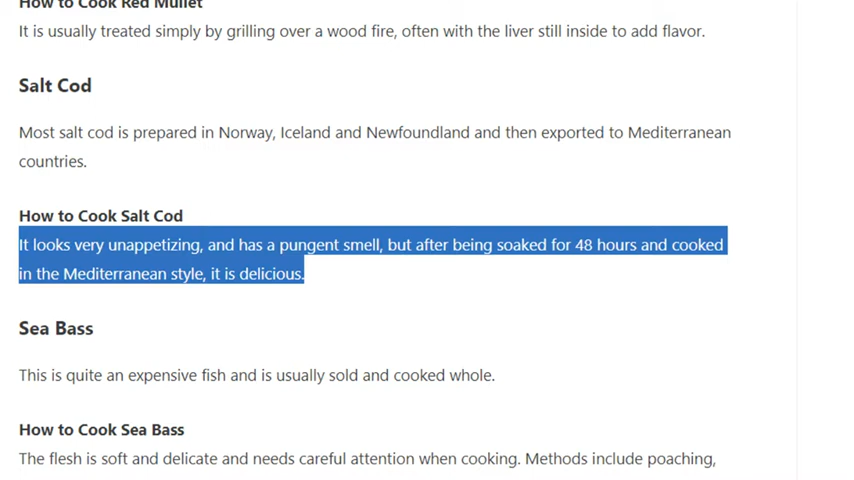 How to Cook Red Mullet
It is usually treated simply by grilling over a wood fire, often with the liver still inside to add flavor.
Salt Cod
Most salt cod is prepared in Norway, Iceland and Newfoundland and then exported to Mediterranean
countries.
How to Cook Salt Cod
It looks very unappetizing, and has a pungent smell, but after being soaked for 48 hours and cooked
in the Mediterranean style, it is delicious.
Sea Bass
This is quite an expensive fish and is usually sold and cooked whole.
How to Cook Sea Bass
The flesh is soft and delicate and needs careful attention when cooking. Methods include poaching,